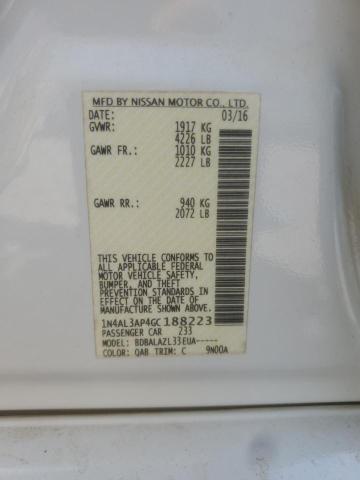 MFD BY NISSAN MOTOR CO., LTD.
DATE: 03/16
GVWR: 1917 KG
4226 LB
GAWR FR.: 1010 KG
2227 LB
GAWR RR.: 940 KG
2072 LB
THIS VEHICLE CONFORMS TO
ALL APPLICABLE FEDERAL
MOTOR VEHICLE SAFETY,
BUMPER, AND THEFT
PREVENTION STANDARDS IN
EFFECT ON THE DATE OF
MANUFACTURE SHOWN ABOVE.
1N4AL3AP4GC188223
PASSENGER CAR 233
MODEL: BDBALAZL33EUA-----
COLOR: QAB TRIM: C 9N00A